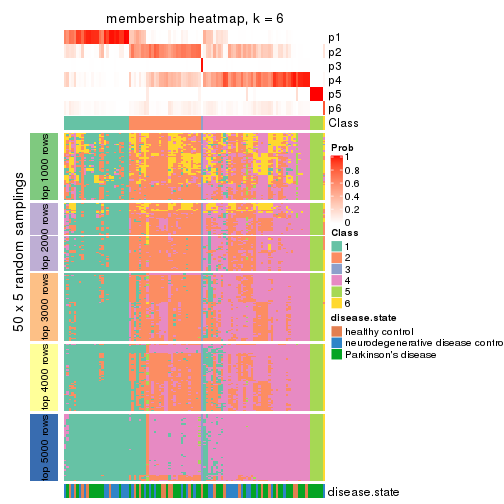 membership heatmap, k = 6
p1
p2
p3
p4
p5
p6
Class
50 x 5 random samplings
top 1000 rows
top 2000 rows
top 3000 rows
top 4000 rows
top 5000 rows
Prob
1
0.8
0.6
0.4
0.2
0
Class
1
2
3
4
5
6
disease.state
healthy control
neurodegenerative disease contro
Parkinson's disease
disease.state